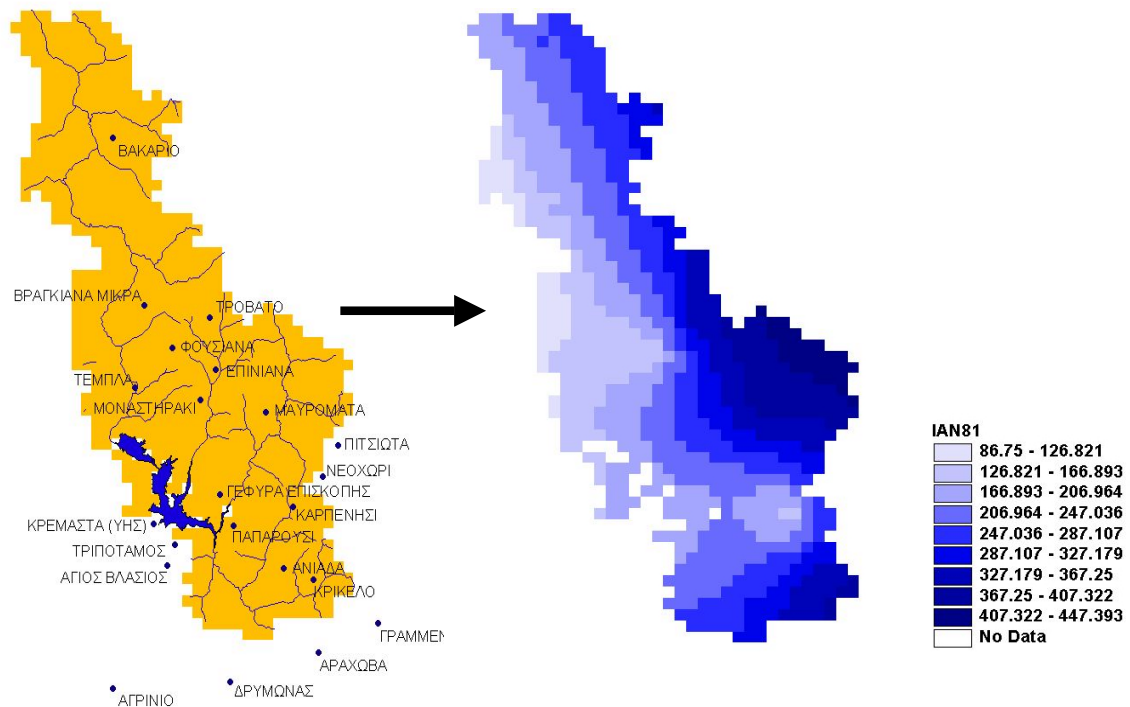 ΒΑΚΑΡΙΟ
ΒΡΑΓΚΙΑΝΑ ΜΙΚΡΑ
ΤΡΟΒΑΤΟ
ΦΟΥΣΙΑΝΑ
ΕΠΙΝΙΑΝΑ
ΤΕΜΠΛΑ
ΜΟΝΑΣΤΗΡΑΚΙ
ΜΑΥΡΟΜΑΤΑ
ΠΙΤΣΙΩΤΑ
ΝΕΟΧΩΡΙ
ΓΕΦΥΡΑ ΕΠΙΣΚΟΠΗΣ
ΚΑΡΠΕΝΗΣΙ
ΚΡΕΜΑΣΤΑ (ΥΗΣ)
ΠΑΠΑΡΟΥΣΙ
ΤΡΙΠΟΤΑΜΟΣ
ΑΓΙΟΣ ΒΛΑΣΙΟΣ
ΑΝΙΑΔΑ
ΚΡΙΚΕΛΟ
ΓΡΑΜΜΕΝ
ΑΡΑΧΩΒΑ
ΔΡΥΜΩΝΑΣ
ΑΓΡΙΝΙΟ
IAN81
86.75 - 126.821
126.821 - 166.893
166.893 - 206.964
206.964 - 247.036
247.036 - 287.107
287.107 - 327.179
327.179 - 367.25
367.25 - 407.322
407.322 - 447.393
No Data